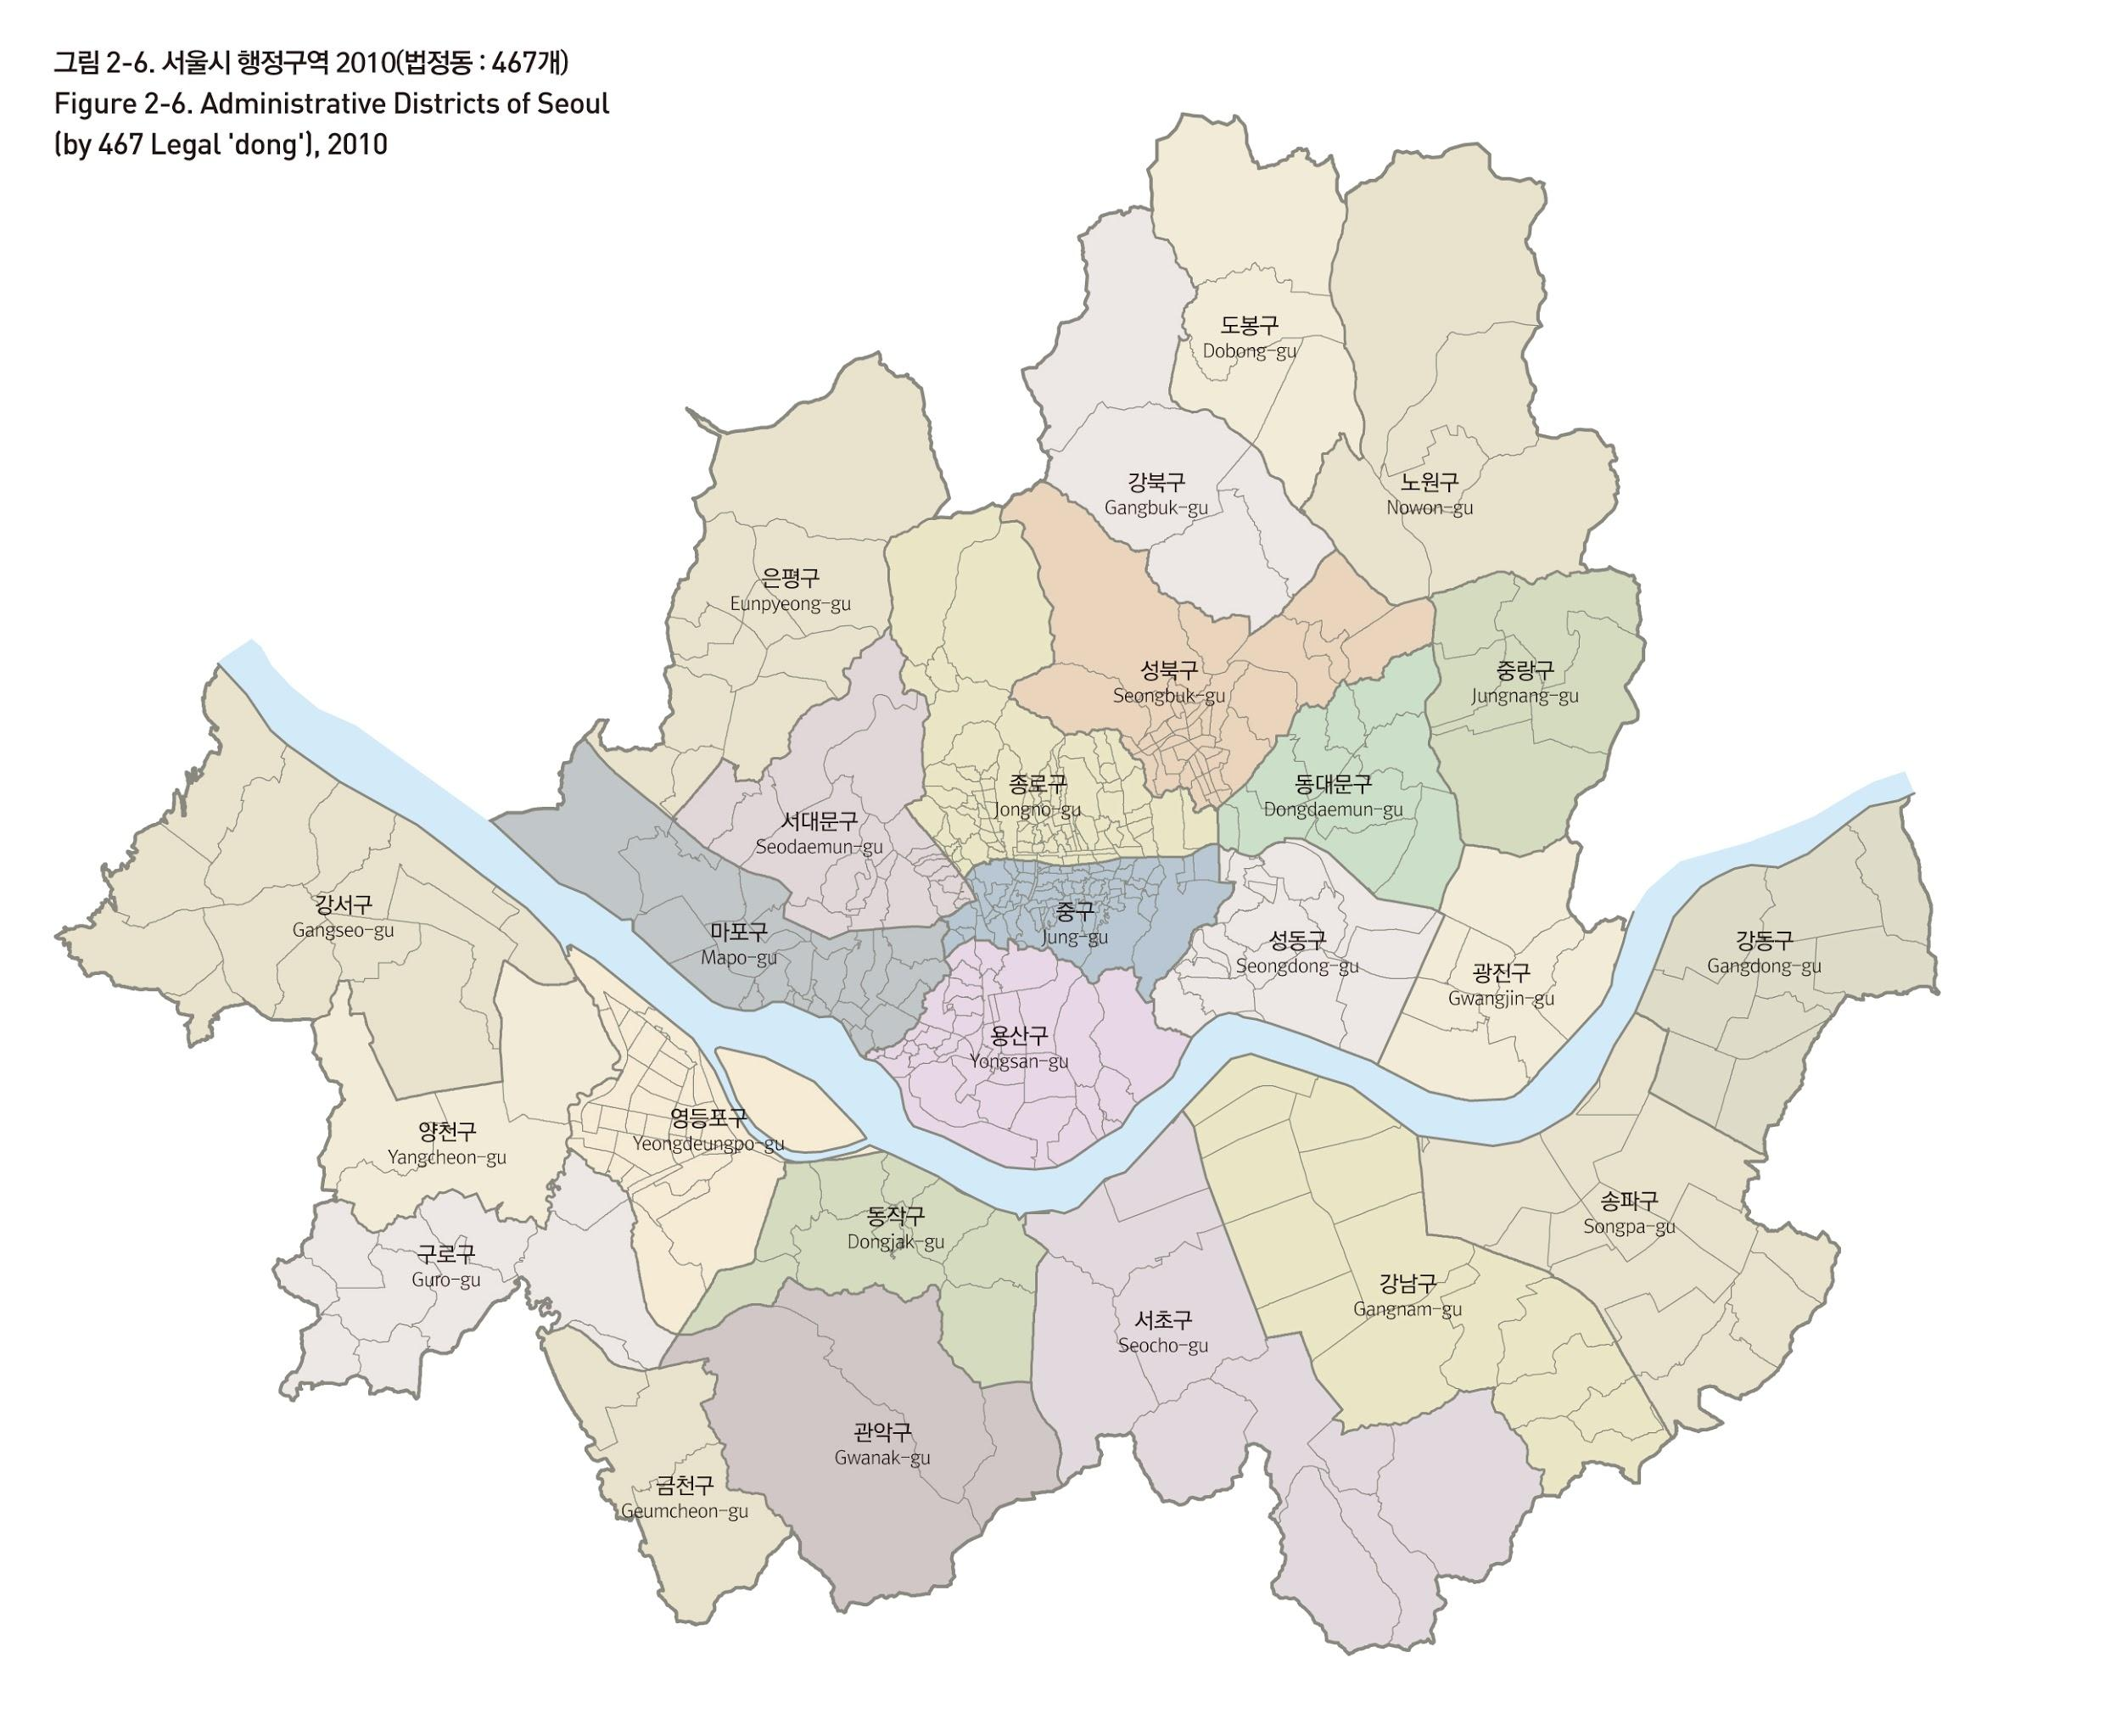 그림 2-6. 서울시 행정구역 2010(법정동 : 467개)
Figure 2-6. Administrative Districts of Seoul
(by 467 Legal 'dong'), 2010
도봉구
Dobong-gu
강북구
Gangbuk-gu
노원구
Nowon-gu
은평구
Eunpyeong-gu
성북구
Seongbuk-gu
중랑구
Jungnang-gu
종로구
Jongno-gu
동대문구
Dongdaemun-gu
서대문구
Seodaemun-gu
강서구
Gangseo-gu
마포구
Mapo-gu
중구
Jung-gu
성동구
Seongdong-gu
광진구
Gwangjin-gu
강동구
Gangdong-gu
용산구
Yongsan-gu
양천구
Yangcheon-gu
영등포구
Yeongdeungpo-gu
동작구
Dongjak-gu
송파구
Songpa-gu
구로구
Guro-gu
강남구
Gangnam-gu
서초구
Seocho-gu
관악구
Gwanak-gu
금천구
Geumcheon-gu